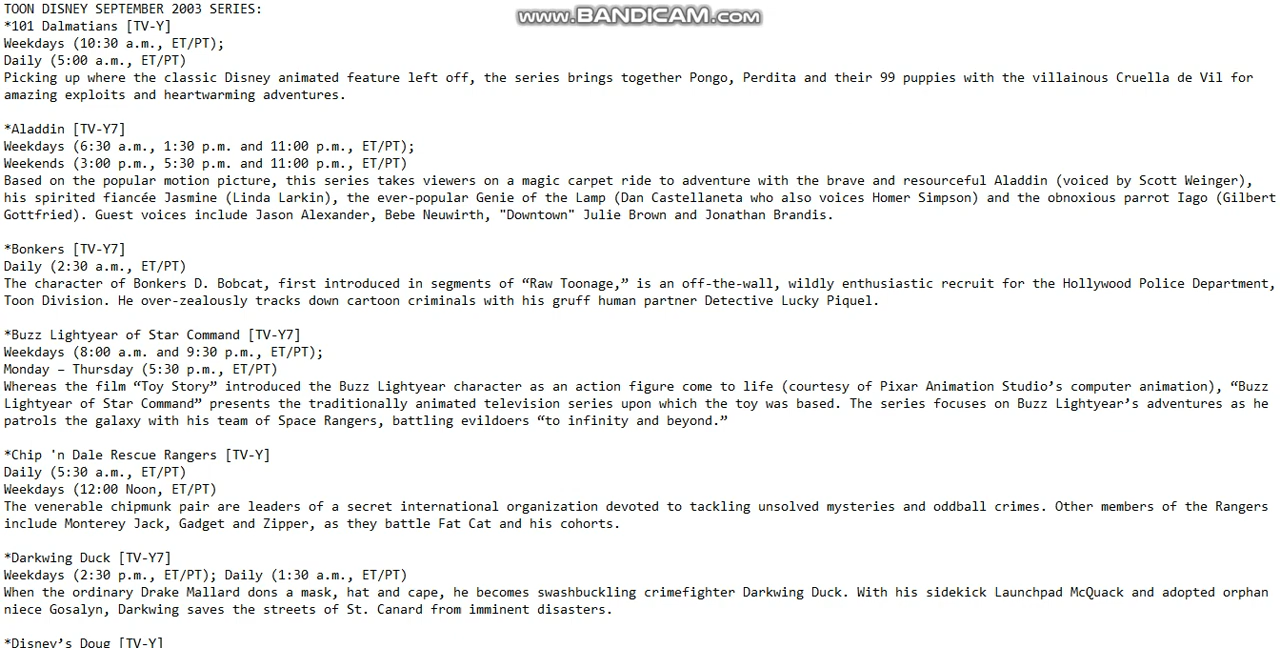 TOON DISNEY SEPTEMBER 2003 SERIES:
www.BANDICAM.com
*101 Dalmatians [TV-Y]
Weekdays (10:30 a.m., ET/PT);
Daily (5:00 a.m., ET/PT)
Picking up where the classic Disney animated feature left off, the series brings together Pongo, Perdita and their 99 puppies with the villainous Cruella de Vil for
amazing exploits and heartwarming adventures.

*Aladdin [TV-Y7]
Weekdays (6:30 a.m., 1:30 p.m. and 11:00 p.m., ET/PT);
Weekends (3:00 p.m., 5:30 p.m. and 11:00 p.m., ET/PT)
Based on the popular motion picture, this series takes viewers on a magic carpet ride to adventure with the brave and resourceful Aladdin (voiced by Scott Weinger),
his spirited fiancée Jasmine (Linda Larkin), the ever-popular Genie of the Lamp (Dan Castellaneta who also voices Homer Simpson) and the obnoxious parrot Iago (Gilbert
Gottfried). Guest voices include Jason Alexander, Bebe Neuwirth, "Downtown" Julie Brown and Jonathan Brandis.

*Bonkers [TV-Y7]
Daily (2:30 a.m., ET/PT)
The character of Bonkers D. Bobcat, first introduced in segments of “Raw Toonage,” is an off-the-wall, wildly enthusiastic recruit for the Hollywood Police Department,
Toon Division. He over-zealously tracks down cartoon criminals with his gruff human partner Detective Lucky Piquel.

*Buzz Lightyear of Star Command [TV-Y7]
Weekdays (8:00 a.m. and 9:30 p.m., ET/PT);
Monday – Thursday (5:30 p.m., ET/PT)
Whereas the film “Toy Story” introduced the Buzz Lightyear character as an action figure come to life (courtesy of Pixar Animation Studio’s computer animation), “Buzz
Lightyear of Star Command” presents the traditionally animated television series upon which the toy was based. The series focuses on Buzz Lightyear’s adventures as he
patrols the galaxy with his team of Space Rangers, battling evildoers “to infinity and beyond.”

*Chip 'n Dale Rescue Rangers [TV-Y]
Daily (5:30 a.m., ET/PT)
Weekdays (12:00 Noon, ET/PT)
The venerable chipmunk pair are leaders of a secret international organization devoted to tackling unsolved mysteries and oddball crimes. Other members of the Rangers
include Monterey Jack, Gadget and Zipper, as they battle Fat Cat and his cohorts.

*Darkwing Duck [TV-Y7]
Weekdays (2:30 p.m., ET/PT); Daily (1:30 a.m., ET/PT)
When the ordinary Drake Mallard dons a mask, hat and cape, he becomes swashbuckling crimefighter Darkwing Duck. With his sidekick Launchpad McQuack and adopted orphan
niece Gosalyn, Darkwing saves the streets of St. Canard from imminent disasters.

*Disney’s Doug [TV-Y]